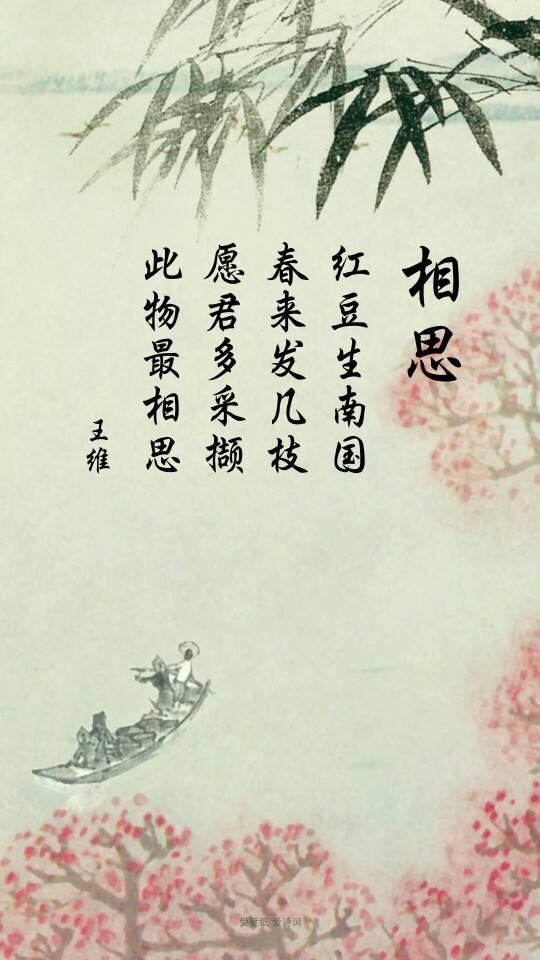 相思
红豆生南国
春来发几枝
愿君多采撷
此物最相思
王维
爱壁纸 爱诗词